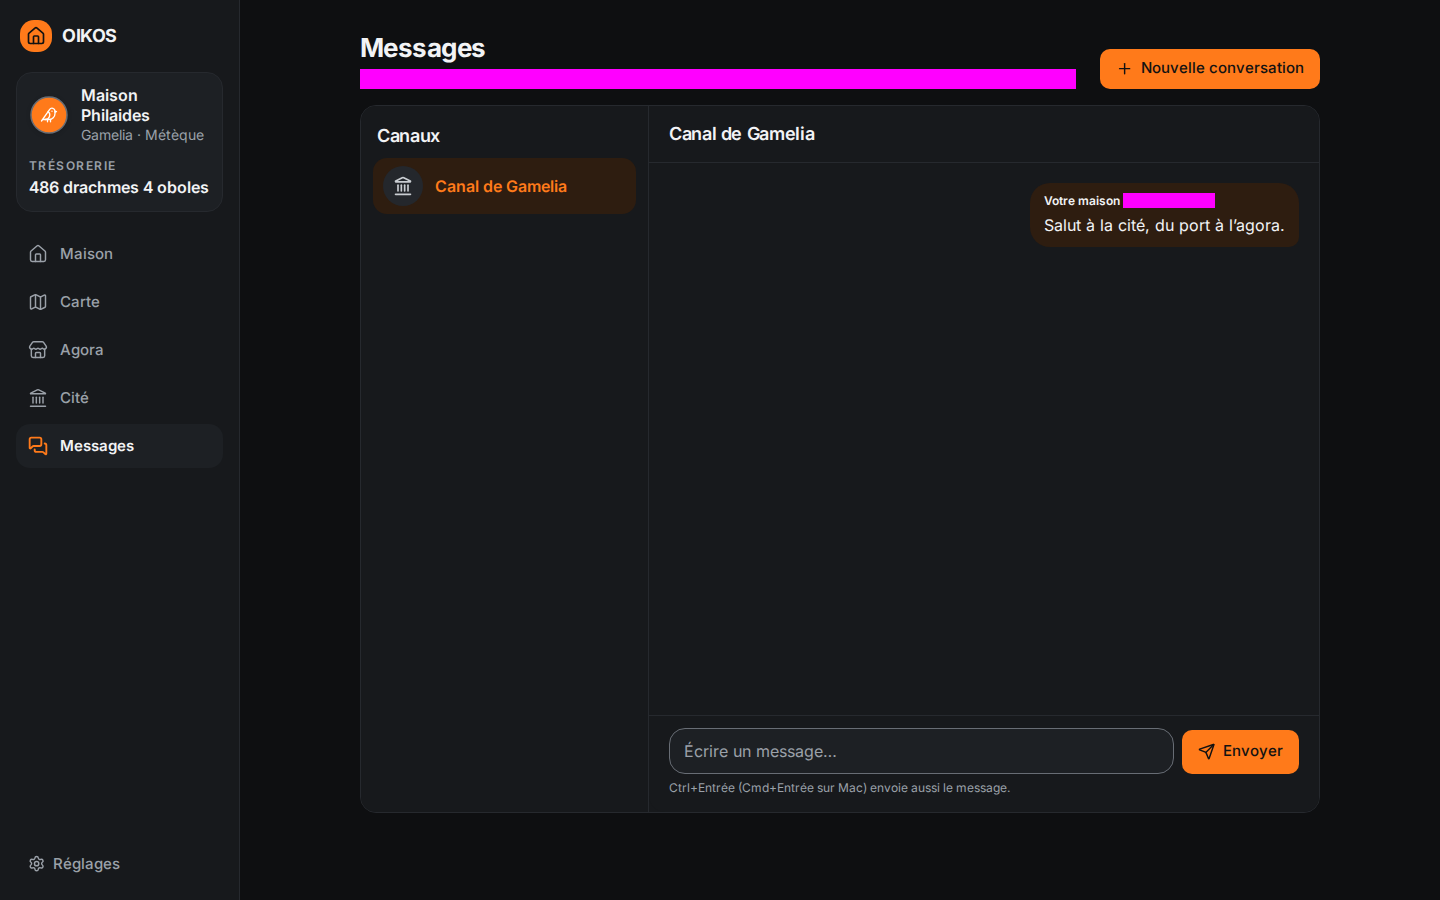 OIKOS
Maison
Philaides
Gamelia · Métèque
TRÉSORERIE
486 drachmes 4 oboles
Maison
Carte
Agora
Cité
Messages
Réglages
Messages
Nouvelle conversation
Canaux
Canal de Gamelia
Canal de Gamelia
Votre maison
Salut à la cité, du port à l’agora.
Écrire un message...
Envoyer
Ctrl+Entrée (Cmd+Entrée sur Mac) envoie aussi le message.